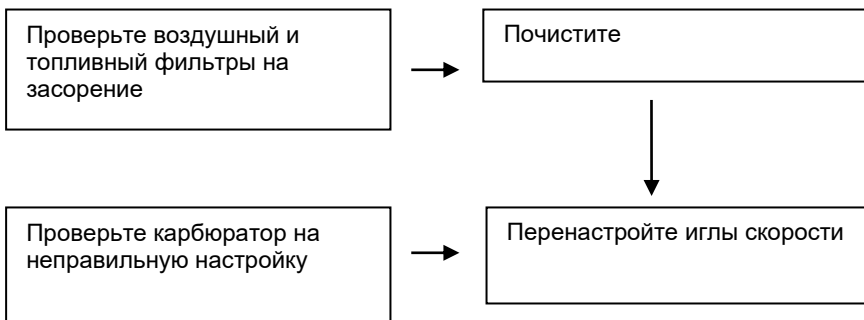 Проверьте воздушный и
топливный фильтры на
засорение
Почистите
Проверьте карбюратор на
неправильную настройку
Перенастройте иглы скорости